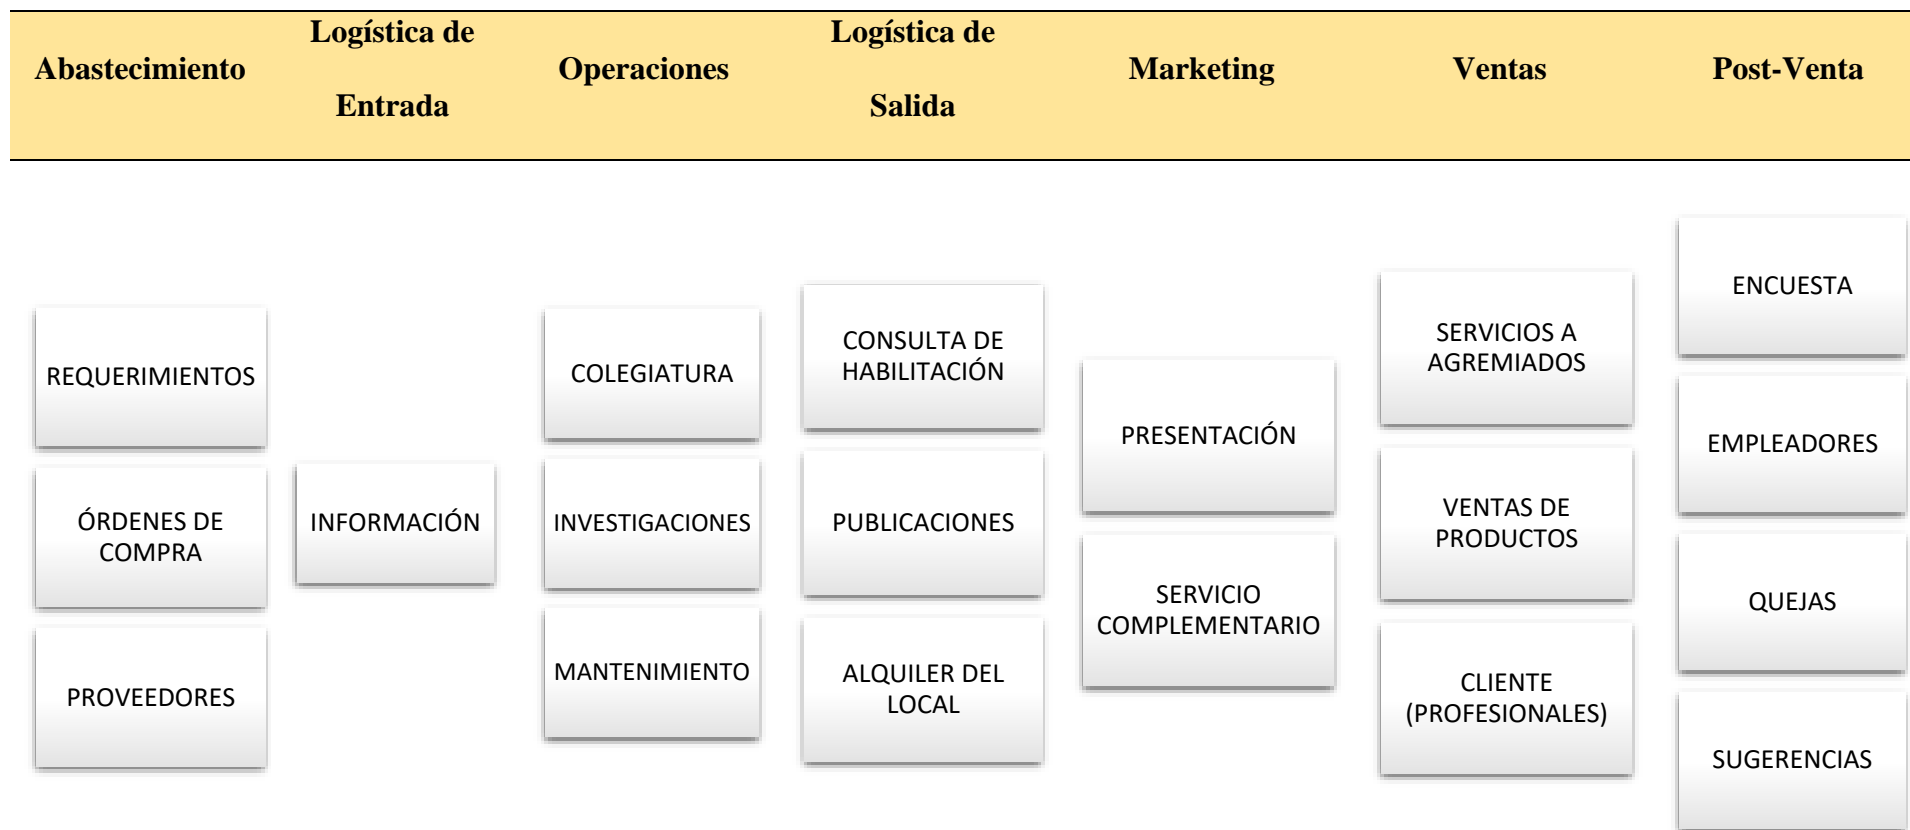 Abastecimiento
Logística de
Entrada
Operaciones
Logística de
Salida
Marketing
Ventas
Post-Venta
REQUERIMIENTOS
ÓRDENES DE
COMPRA
PROVEEDORES
INFORMACIÓN
COLEGIATURA
INVESTIGACIONES
MANTENIMIENTO
CONSULTA DE
HABILITACIÓN
PUBLICACIONES
ALQUILER DEL
LOCAL
PRESENTACIÓN
SERVICIO
COMPLEMENTARIO
SERVICIOS A
AGREMIADOS
VENTAS DE
PRODUCTOS
CLIENTE
(PROFESIONALES)
ENCUESTA
EMPLEADORES
QUEJAS
SUGERENCIAS